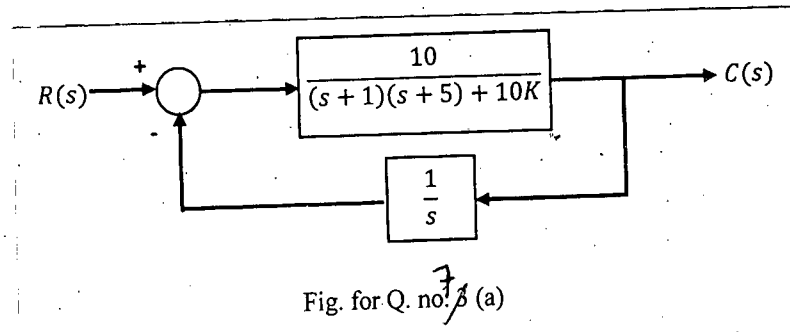 10
R(s)
+
(s + 1)(s + 5) + 10K
C(s)
-
1
s
Fig. for Q. no. 7 (a)